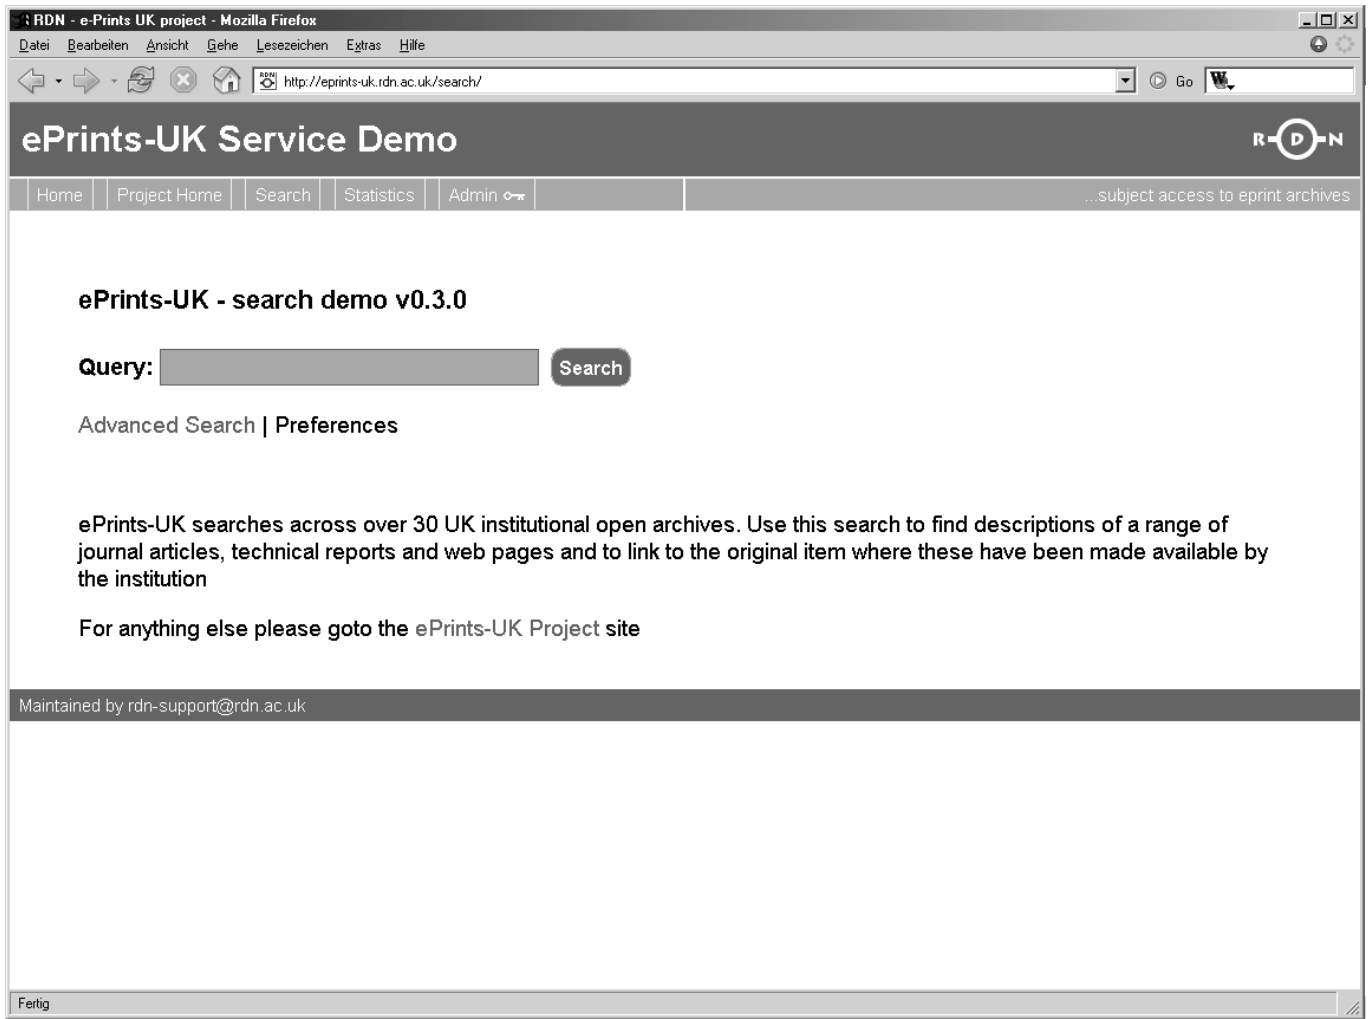 RDN - e-Prints UK project - Mozilla Firefox
Datei Bearbeiten Ansicht Gehe Lesezeichen Extras Hilfe
RDN http://eprints-uk.rdn.ac.uk/search/ Go W
ePrints-UK Service Demo R D N
Home Project Home Search Statistics Admin ...subject access to eprint archives
ePrints-UK - search demo v0.3.0
Query: Search
Advanced Search | Preferences
ePrints-UK searches across over 30 UK institutional open archives. Use this search to find descriptions of a range of
journal articles, technical reports and web pages and to link to the original item where these have been made available by
the institution
For anything else please goto the ePrints-UK Project site
Maintained by rdn-support@rdn.ac.uk
Fertig